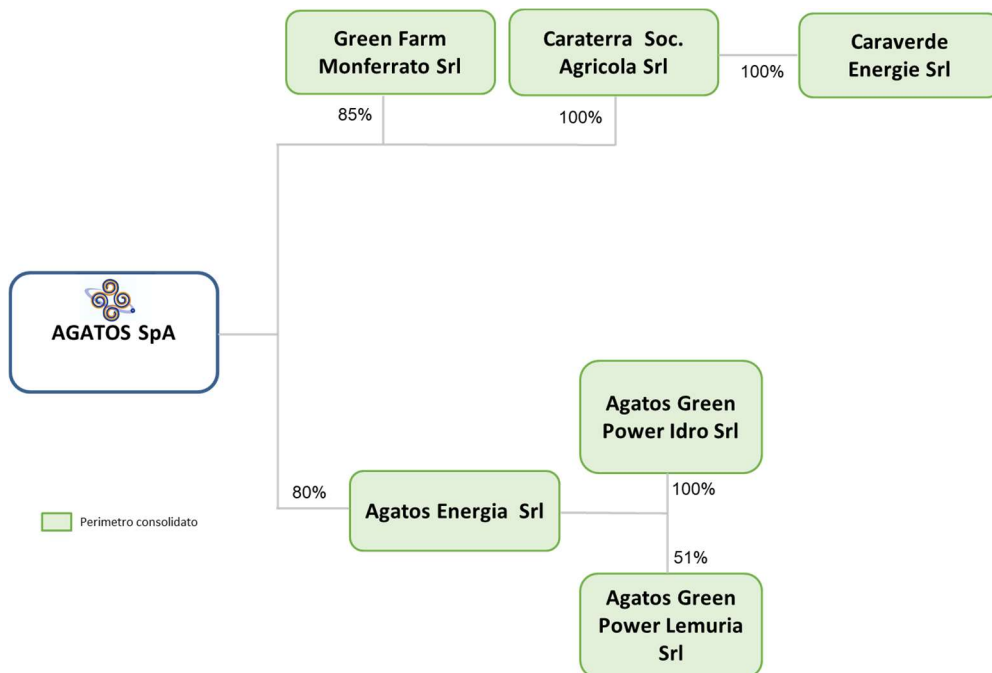 Green Farm
Monferrato Srl
Caraterra Soc.
Agricola Srl
100%
Caraverde
Energie Srl
85%
100%
AGATOS SpA
Agatos Green
Power Idro Srl
100%
80%
Agatos Energia Srl
Perimetro consolidato
51%
Agatos Green
Power Lemuria
Srl